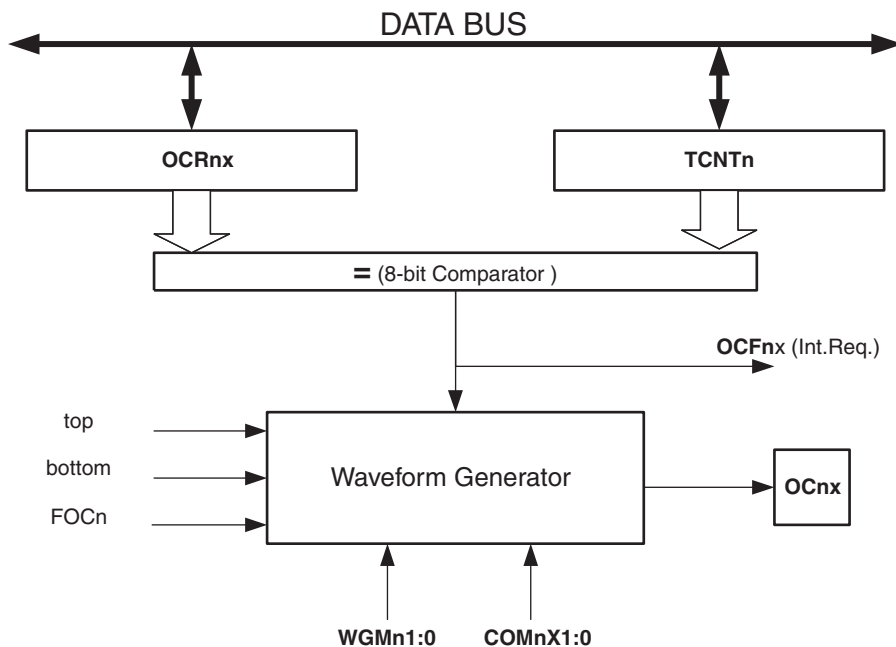 DATA BUS
OCRnx
TCNTn
= (8-bit Comparator )
OCFnx (Int.Req.)
top
bottom
FOCn
Waveform Generator
OCnx
WGMn1:0
COMnX1:0